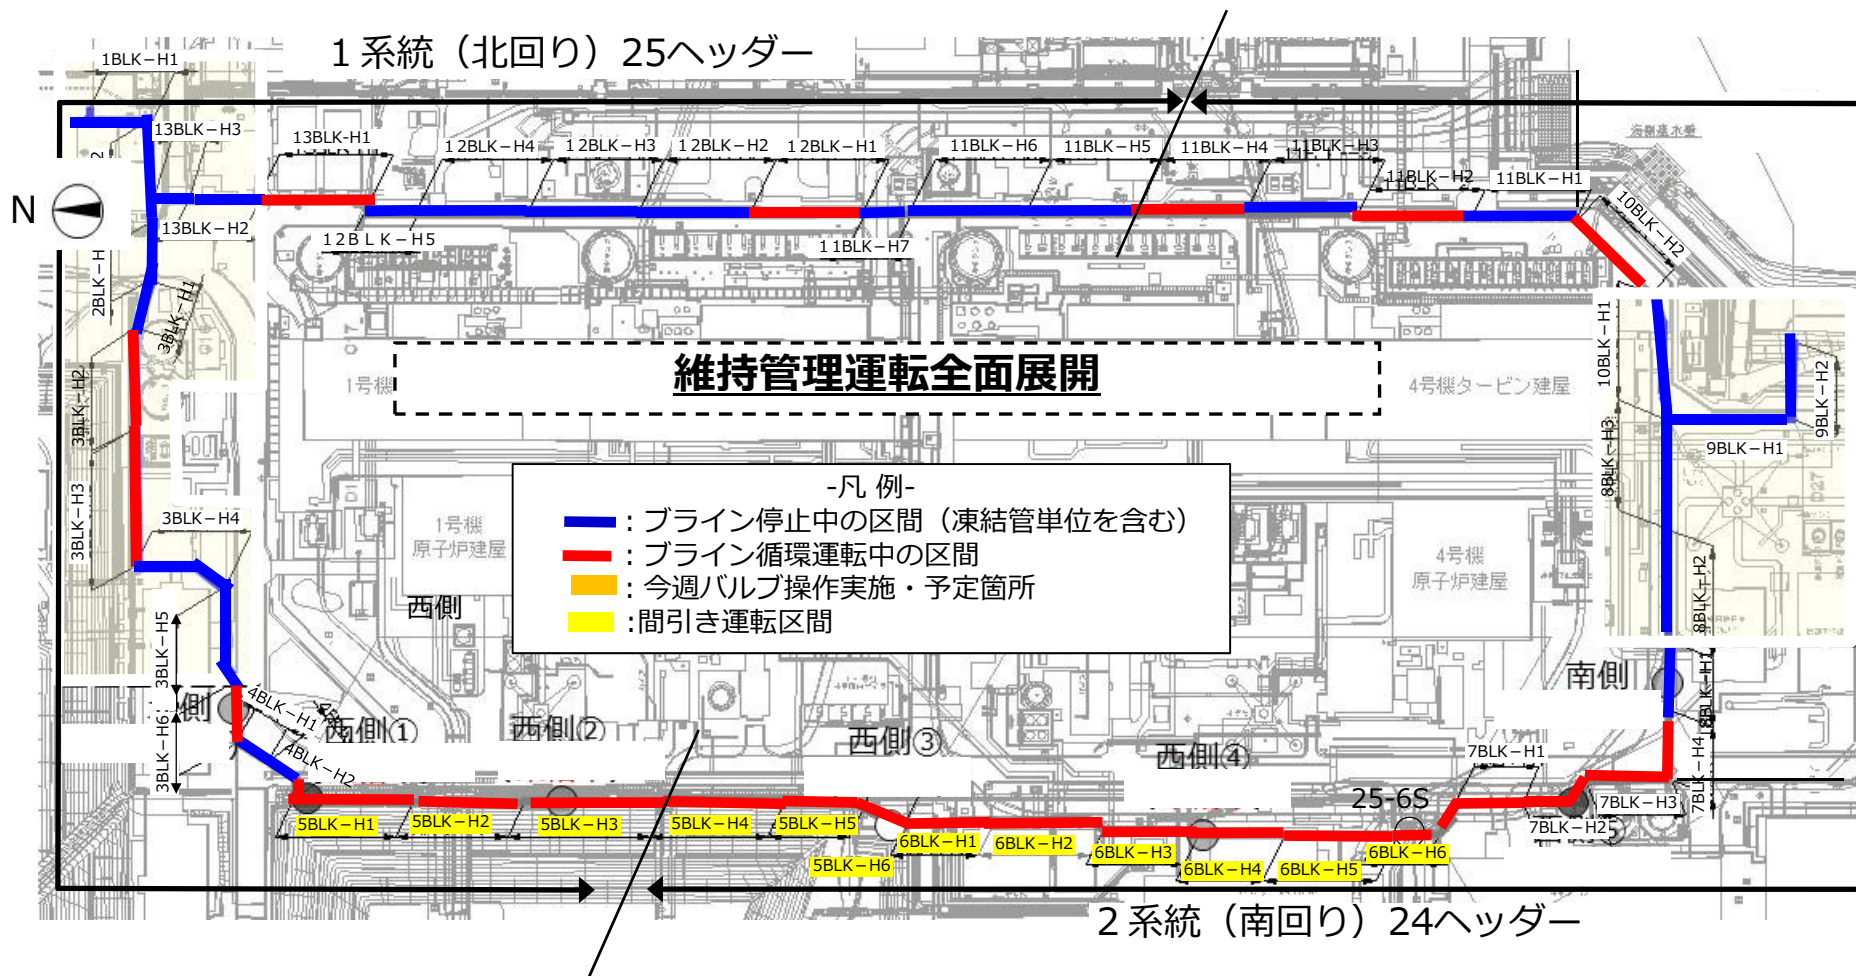 1系統（北回り）25ヘッダー
1BLK－H1
13BLK－H3
13BLK-H1
12BLK－H4
12BLK－H3
12BLK－H2
12BLK－H1
11BLK－H6
11BLK－H5
11BLK－H4
11BLK－H3
11BLK－H2
11BLK－H1
10BLK－H2
海側遮水壁
N
13BLK－H2
12BLK－H5
11BLK－H7
2BLK－H
3BLK－H1
10BLK－H1
維持管理運転全面展開
1号機
4号機タービン建屋
3BLK－H2
9BLK－H2
9BLK－H1
8BLK－H3
3BLK－H3
3BLK－H4
-凡 例-
：ブライン停止中の区間（凍結管単位を含む）
：ブライン循環運転中の区間
：今週バルブ操作実施・予定箇所
：間引き運転区間
1号機
原子炉建屋
4号機
原子炉建屋
D27
西側
8BLK－H2
3BLK－H5
南側
8BLK－H1
側
4BLK－H1
西側①
西側②
西側③
西側④
3BLK－H6
4BLK－H2
7BLK－H1
7BLK－H4
25-6S
7BLK－H3
7BLK－H2
5BLK－H1
5BLK－H2
5BLK－H3
5BLK－H4
5BLK－H5
5BLK－H6
6BLK－H1
6BLK－H2
6BLK－H3
6BLK－H4
6BLK－H5
6BLK－H6
2系統（南回り）24ヘッダー